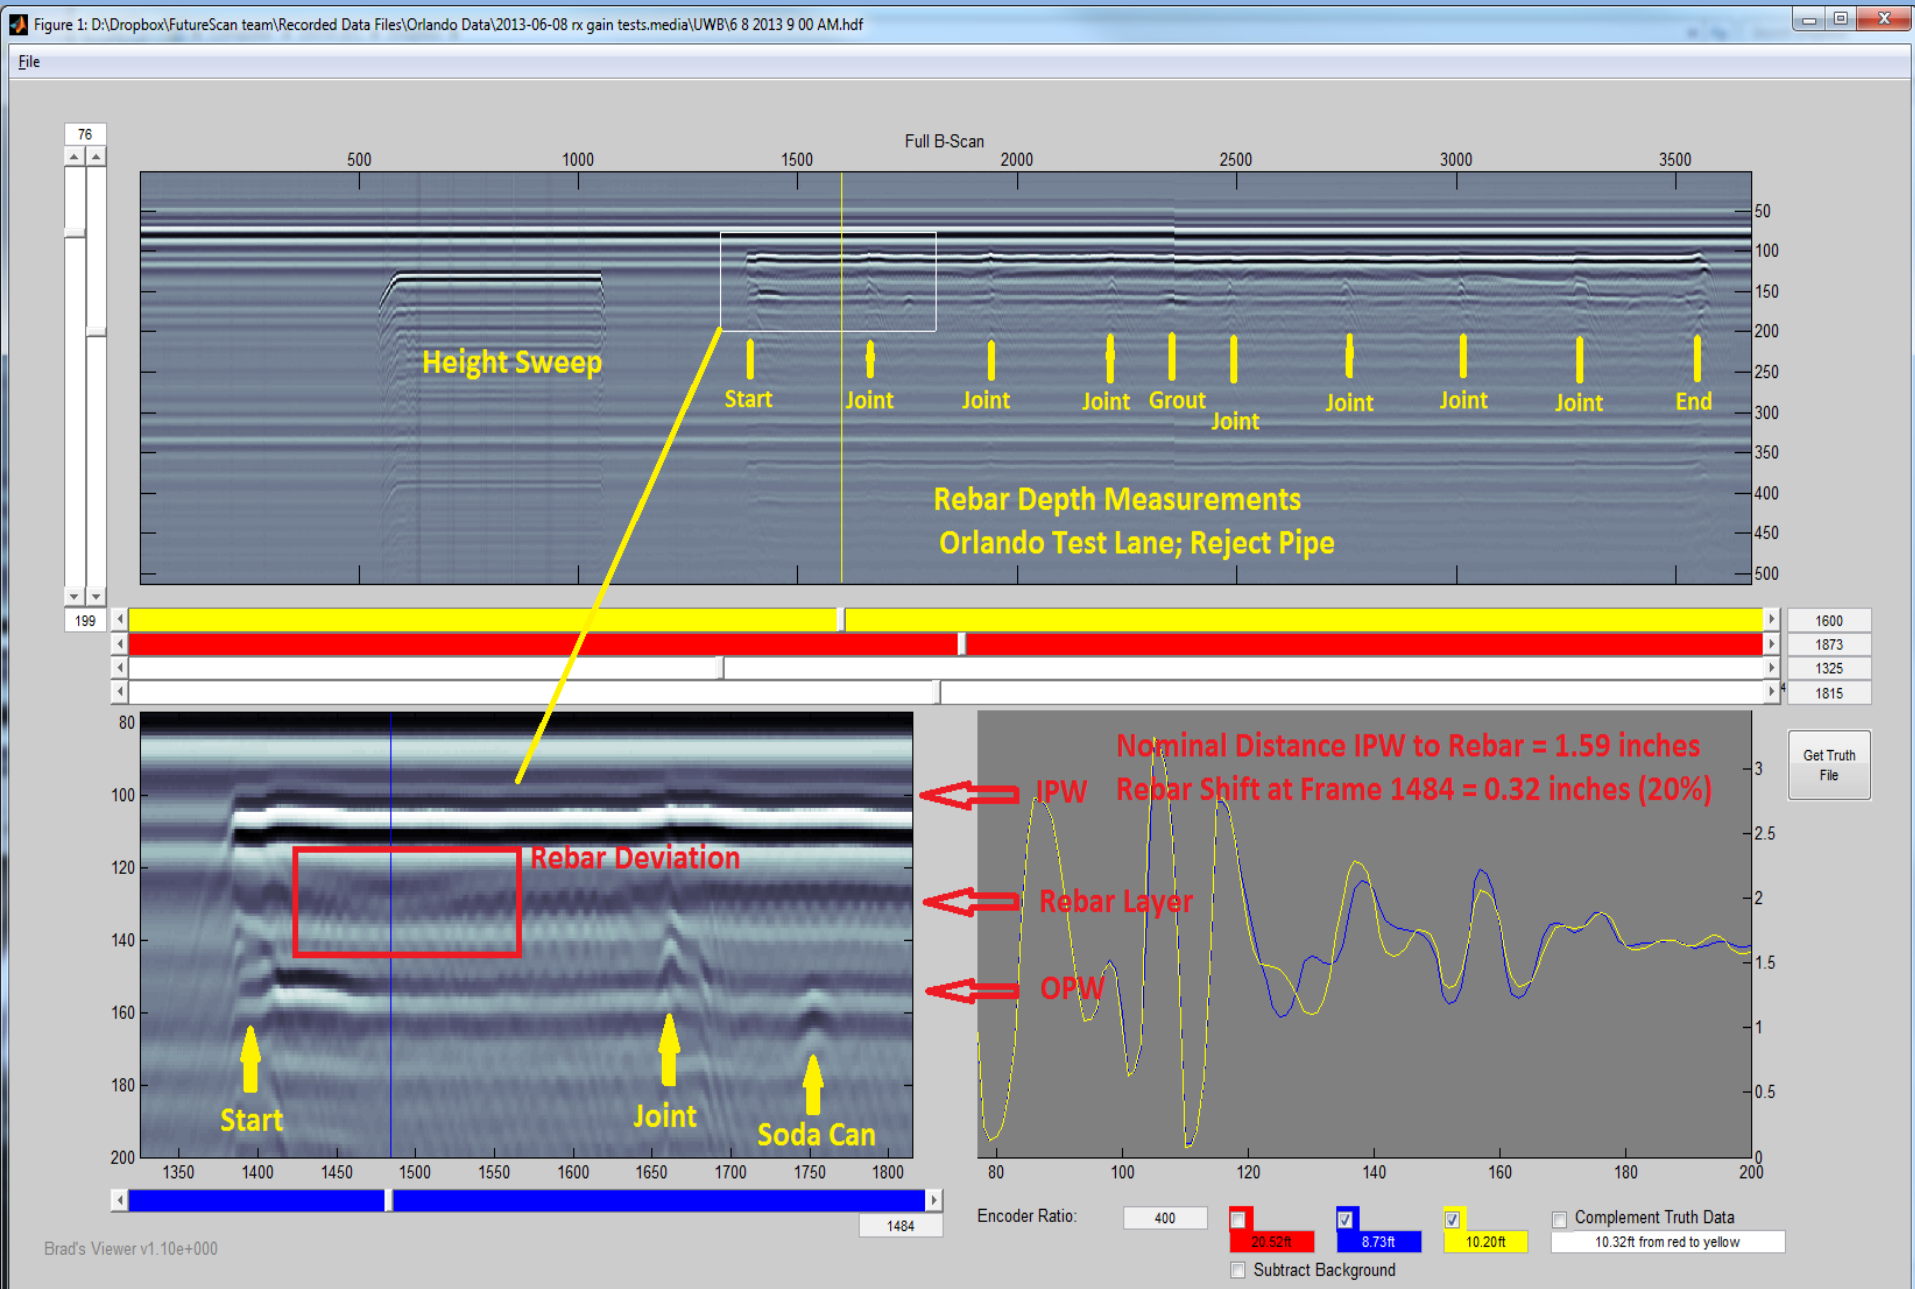 Figure 1: D:\Dropbox\FutureScan team\Recorded Data Files\Orlando Data\2013-06-08 rx gain tests.media\UWB\6 8 2013 9 00 AM.hdf
File
76
Full B-Scan
500 1000 1500 2000 2500 3000 3500
50
100
150
200
250
300
350
400
450
500
Height Sweep
Start Joint Joint Joint Grout Joint Joint Joint Joint End
Rebar Depth Measurements
Orlando Test Lane; Reject Pipe
199
1600
1873
1325
4
1815
80
100
120
140
160
180
200
Rebar Deviation
Start
Joint
Soda Can
1350 1400 1450 1500 1550 1600 1650 1700 1750 1800
1484
Nominal Distance IPW to Rebar = 1.59 inches
IPW Rebar Shift at Frame 1484 = 0.32 inches (20%)
Rebar Layer
OPW
3
2.5
2
1.5
1
0.5
0
80 100 120 140 160 180 200
Get Truth
File
Encoder Ratio: 400
20.52ft
8.73ft
10.20ft
Complement Truth Data
10.32ft from red to yellow
Subtract Background
Brad's Viewer v1.10e+000